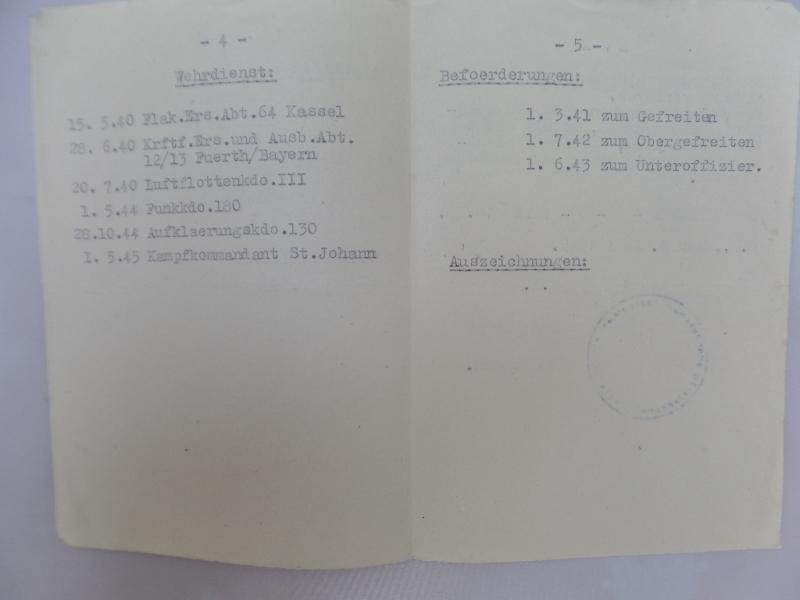 - 4 -
Wehrdienst:
15. 5.40 Flak.Ers.Abt.64 Kassel
28. 6.40 Krftf.Ers.und Ausb.Abt.
12/13 Fuerth/Bayern
20. 7.40 Luftflottenkdo.III
1. 5.44 Funkkdo.180
28.10.44 Aufklaerungskdo.130
1. 5.45 Kampfkommandant St.Johann
- 5 -
Befoerderungen:
1. 3.41 zum Gefreiten
1. 7.42 zum Obergefreiten
1. 6.43 zum Unteroffizier.
Auszeichnungen: